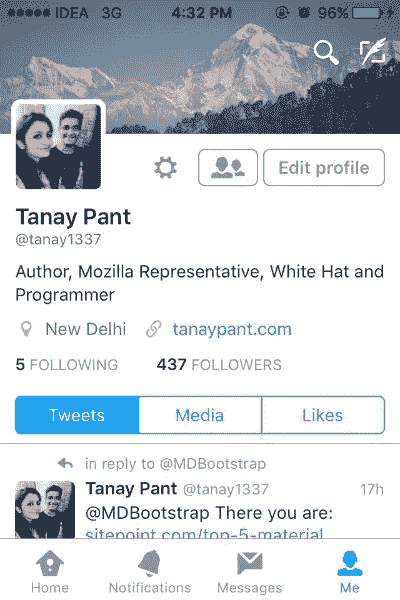 IDEA 3G 4:32 PM 96%
Edit profile
Tanay Pant
@tanay1337
Author, Mozilla Representative, White Hat and
Programmer
New Delhi tanaypant.com
5 FOLLOWING 437 FOLLOWERS
Tweets Media Likes
in reply to @MDBootstrap
Tanay Pant @tanay1337 17h
@MDBootstrap There you are:
sitepoint.com/top-5-material
Home Notifications Messages Me